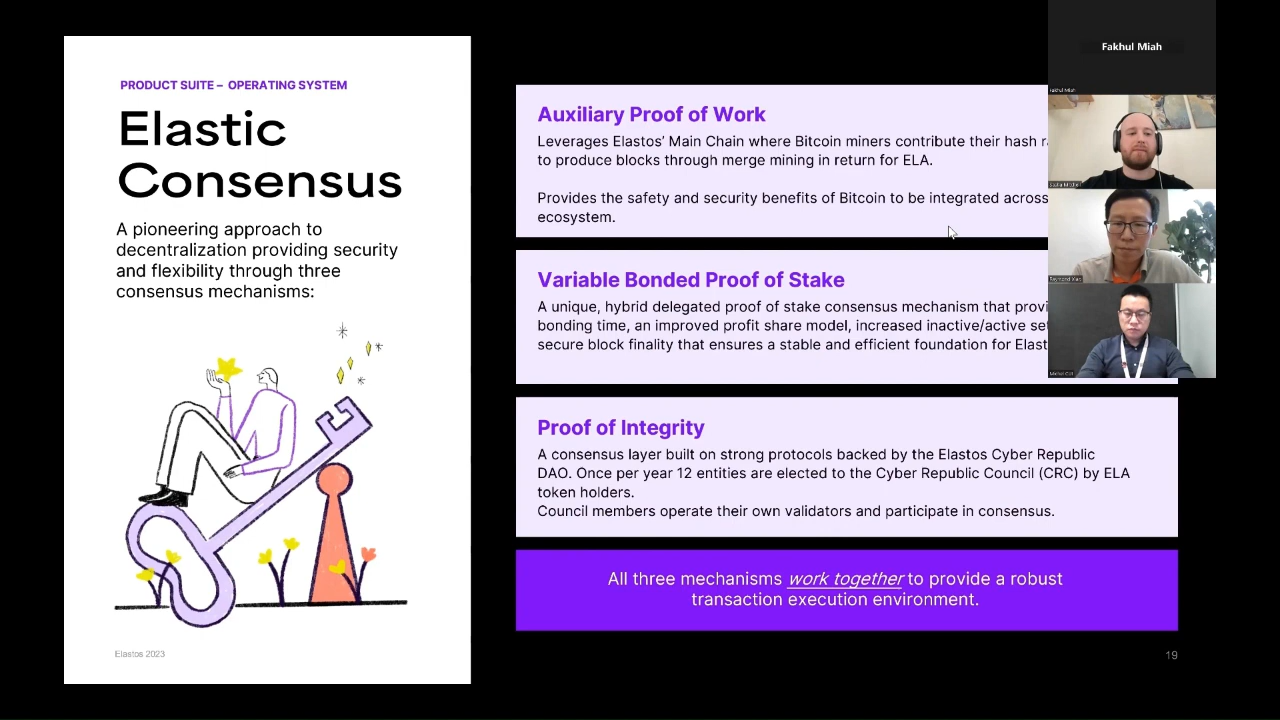 PRODUCT SUITE – OPERATING SYSTEM
Elastic
Consensus
A pioneering approach to
decentralization providing security
and flexibility through three
consensus mechanisms:
Elastos 2023
Auxiliary Proof of Work
Leverages Elastos’ Main Chain where Bitcoin miners contribute their hash
to produce blocks through merge mining in return for ELA.
Provides the safety and security benefits of Bitcoin to be integrated across
ecosystem.
Variable Bonded Proof of Stake
A unique, hybrid delegated proof of stake consensus mechanism that
bonding time, an improved profit share model, increased inactive/active
secure block finality that ensures a stable and efficient foundation for
Proof of Integrity
A consensus layer built on strong protocols backed by the Elastos Cyber Republic
DAO. Once per year 12 entities are elected to the Cyber Republic Council (CRC) by ELA
token holders.
Council members operate their own validators and participate in consensus.
All three mechanisms work together to provide a robust
transaction execution environment.
19
Fakhul Miah
Fakhul Miah